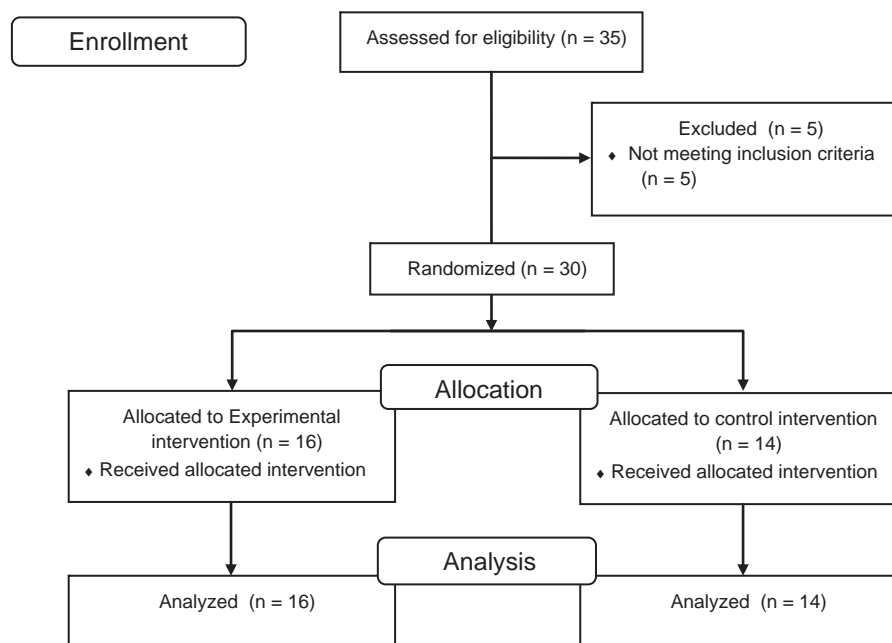 Enrollment
Assessed for eligibility (n = 35)
Excluded (n = 5)
♦ Not meeting inclusion criteria
(n = 5)
Randomized (n = 30)
Allocation
Allocated to Experimental
intervention (n = 16)
♦ Received allocated intervention
Allocated to control intervention
(n = 14)
♦ Received allocated intervention
Analysis
Analyzed (n = 16)
Analyzed (n = 14)